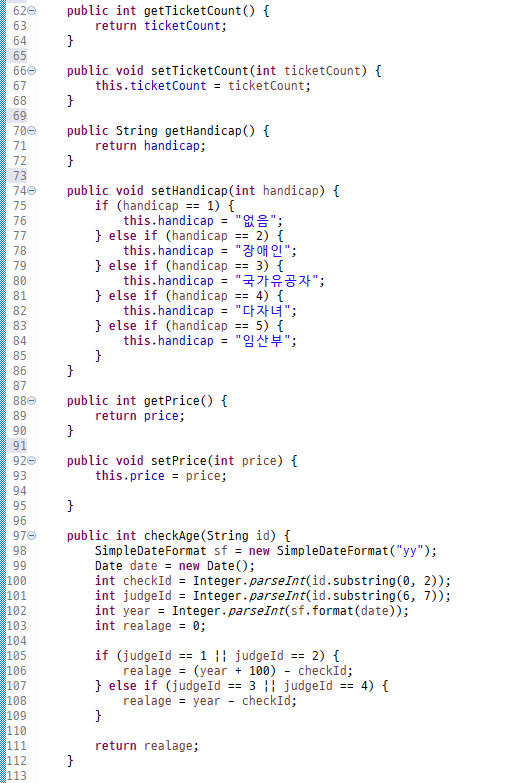 62 public int getTicketCount() {
63 return ticketCount;
64 }
65
66 public void setTicketCount(int ticketCount) {
67 this.ticketCount = ticketCount;
68 }
69
70 public String getHandicap() {
71 return handicap;
72 }
73
74 public void setHandicap(int handicap) {
75 if (handicap == 1) {
76 this.handicap = "없음";
77 } else if (handicap == 2) {
78 this.handicap = "장애인";
79 } else if (handicap == 3) {
80 this.handicap = "국가유공자";
81 } else if (handicap == 4) {
82 this.handicap = "다자녀";
83 } else if (handicap == 5) {
84 this.handicap = "임산부";
85 }
86 }
87
88 public int getPrice() {
89 return price;
90 }
91
92 public void setPrice(int price) {
93 this.price = price;
94
95 }
96
97 public int checkAge(String id) {
98 SimpleDateFormat sf = new SimpleDateFormat("yy");
99 Date date = new Date();
100 int checkId = Integer.parseInt(id.substring(0, 2));
101 int judgeId = Integer.parseInt(id.substring(6, 7));
102 int year = Integer.parseInt(sf.format(date));
103 int realage = 0;
104
105 if (judgeId == 1 || judgeId == 2) {
106 realage = (year + 100) - checkId;
107 } else if (judgeId == 3 || judgeId == 4) {
108 realage = year - checkId;
109 }
110
111 return realage;
112 }
113